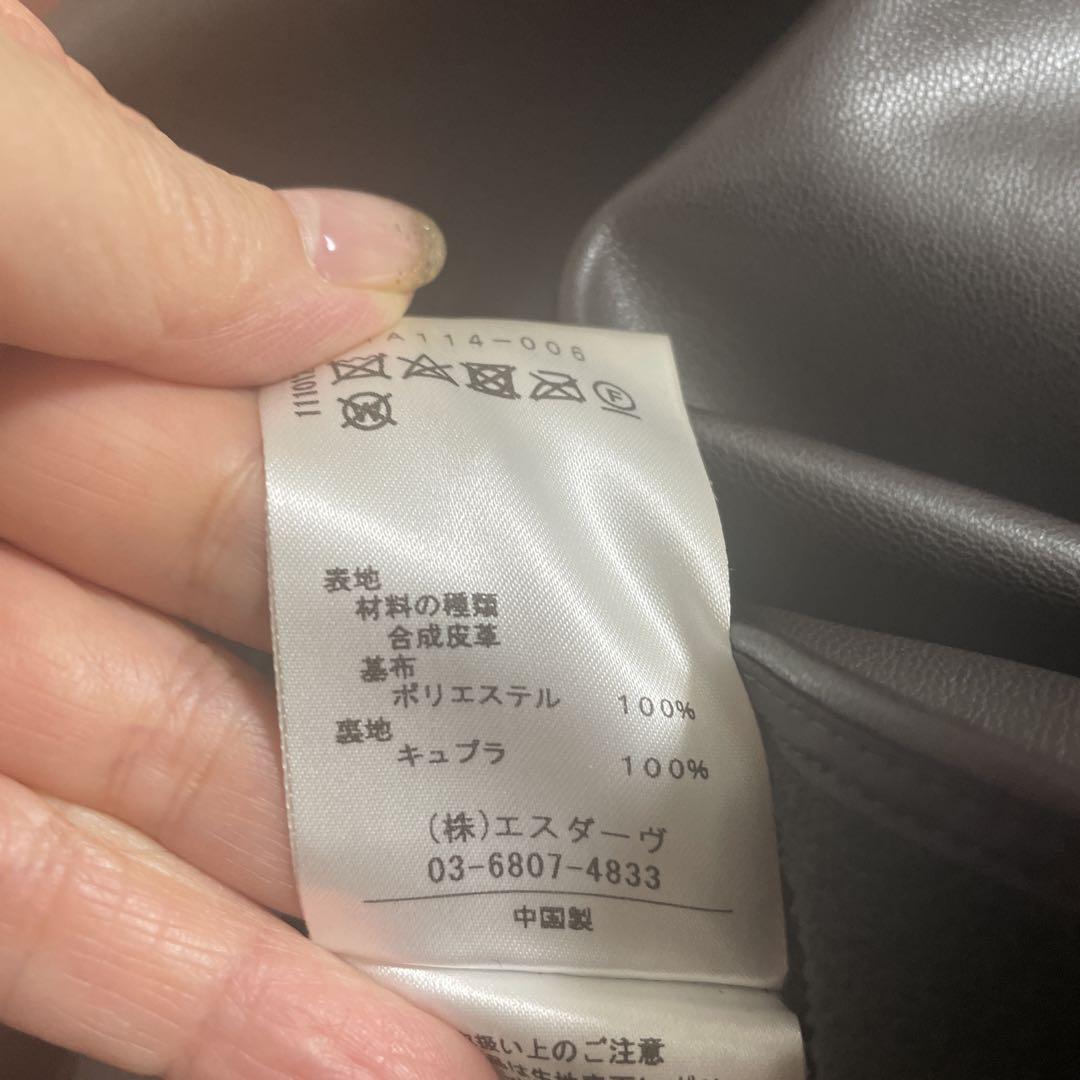 A114-006
F
W
表地
材料の種類
合成皮革
基布
ポリエステル 100%
裏地
キュプラ 100%
(株)エスダーヴ
03-6807-4833
中国製
扱い上のご注意